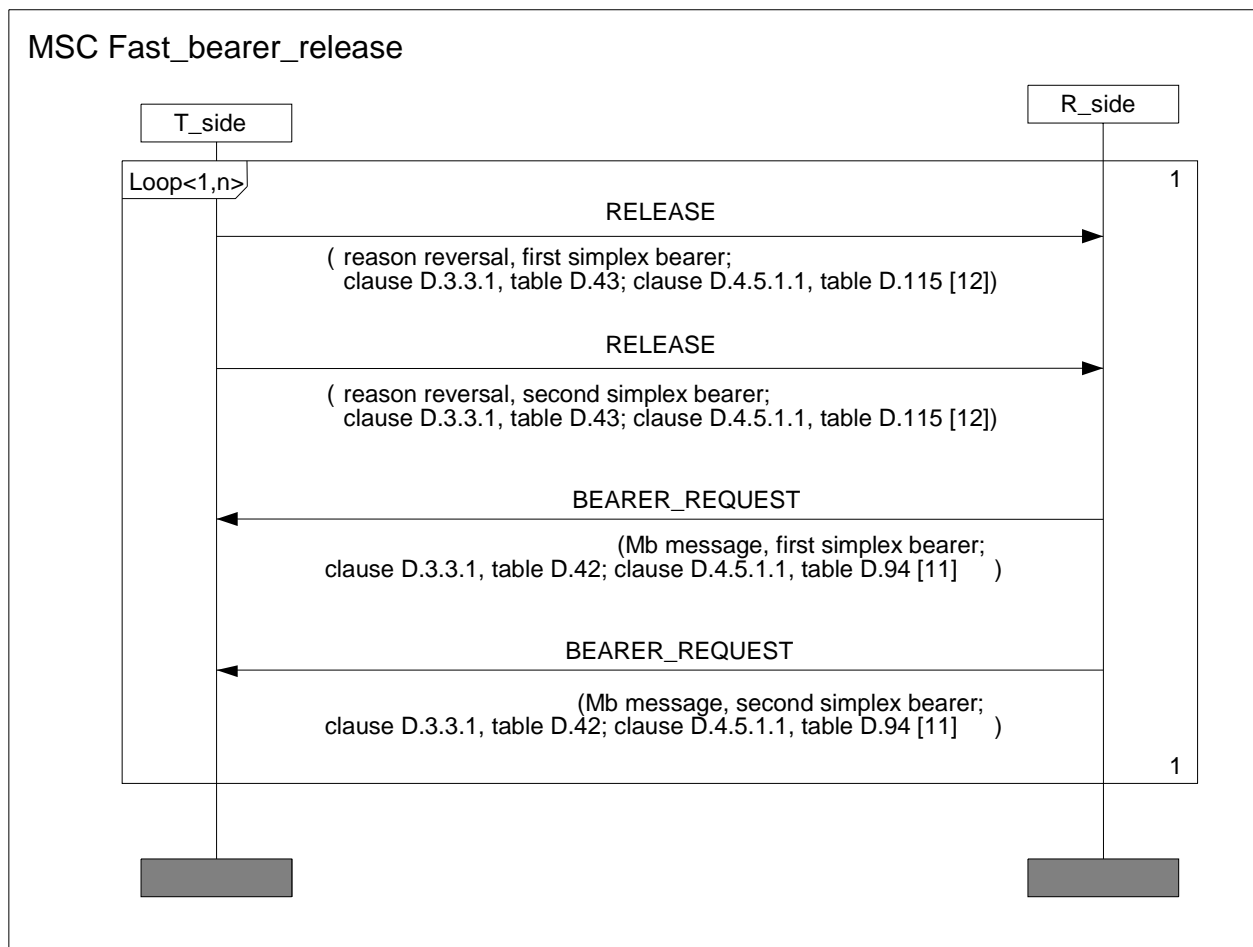 MSC Fast_bearer_release
T_side
R_side
Loop<1,n>
1
RELEASE
( reason reversal, first simplex bearer;
clause D.3.3.1, table D.43; clause D.4.5.1.1, table D.115 [12])
RELEASE
( reason reversal, second simplex bearer;
clause D.3.3.1, table D.43; clause D.4.5.1.1, table D.115 [12])
BEARER_REQUEST
(Mb message, first simplex bearer;
clause D.3.3.1, table D.42; clause D.4.5.1.1, table D.94 [11] )
BEARER_REQUEST
(Mb message, second simplex bearer;
clause D.3.3.1, table D.42; clause D.4.5.1.1, table D.94 [11] )
1